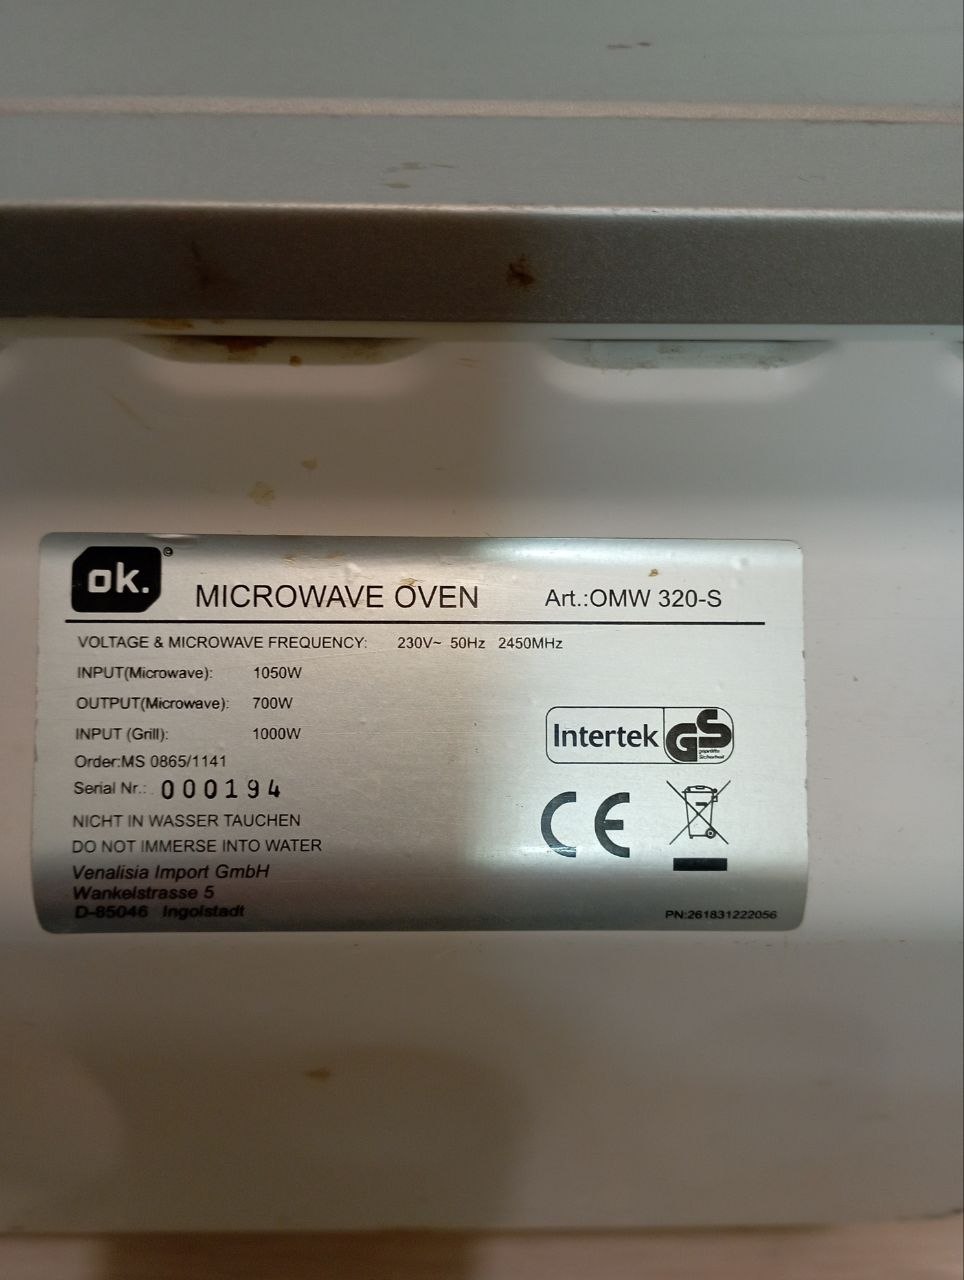 ok.®
MICROWAVE OVEN Art.:OMW 320-S
VOLTAGE & MICROWAVE FREQUENCY: 230V~ 50Hz 2450MHz
INPUT(Microwave): 1050W
OUTPUT(Microwave): 700W
INPUT (Grill): 1000W
Order:MS 0865/1141
Serial Nr.: 000194
NICHT IN WASSER TAUCHEN
DO NOT IMMERSE INTO WATER
Venalisia Import GmbH
Wankelstrasse 5
D-85046 Ingolstadt
Intertek GS
geprüfte
Sicherheit
CE
PN:261831222056